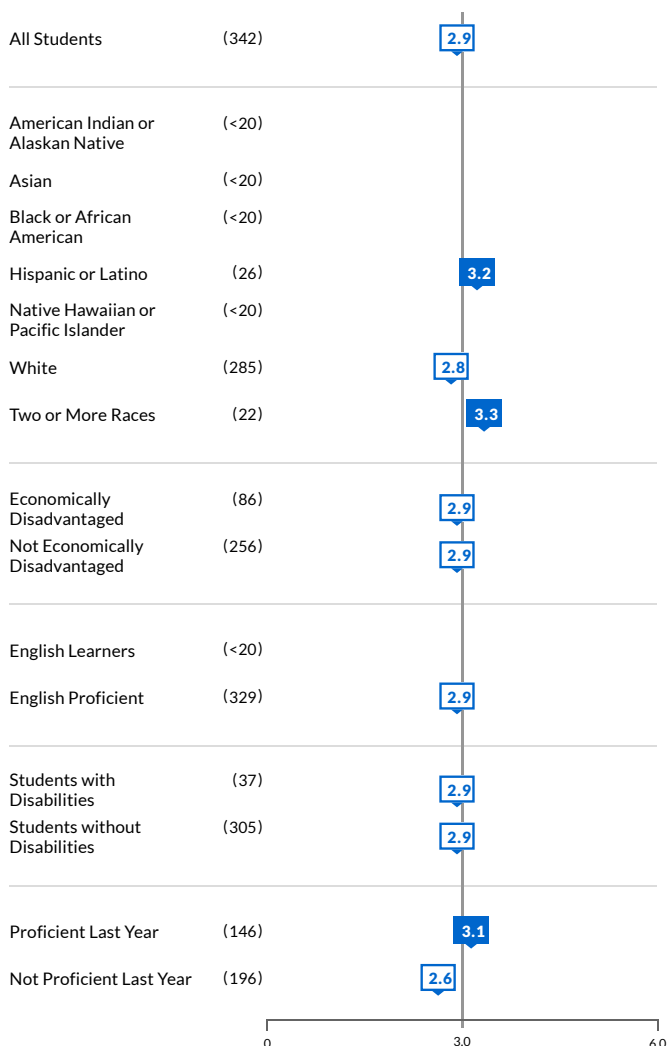 All Students (342) 2.9
American Indian or (<20)
Alaskan Native
Asian (<20)
Black or African (<20)
American
Hispanic or Latino (26) 3.2
Native Hawaiian or (<20)
Pacific Islander
White (285) 2.8
Two or More Races (22) 3.3
Economically (86) 2.9
Disadvantaged
Not Economically (256) 2.9
Disadvantaged
English Learners (<20)
English Proficient (329) 2.9
Students with (37) 2.9
Disabilities
Students without (305) 2.9
Disabilities
Proficient Last Year (146) 3.1
Not Proficient Last Year (196) 2.6
0 3.0 6.0